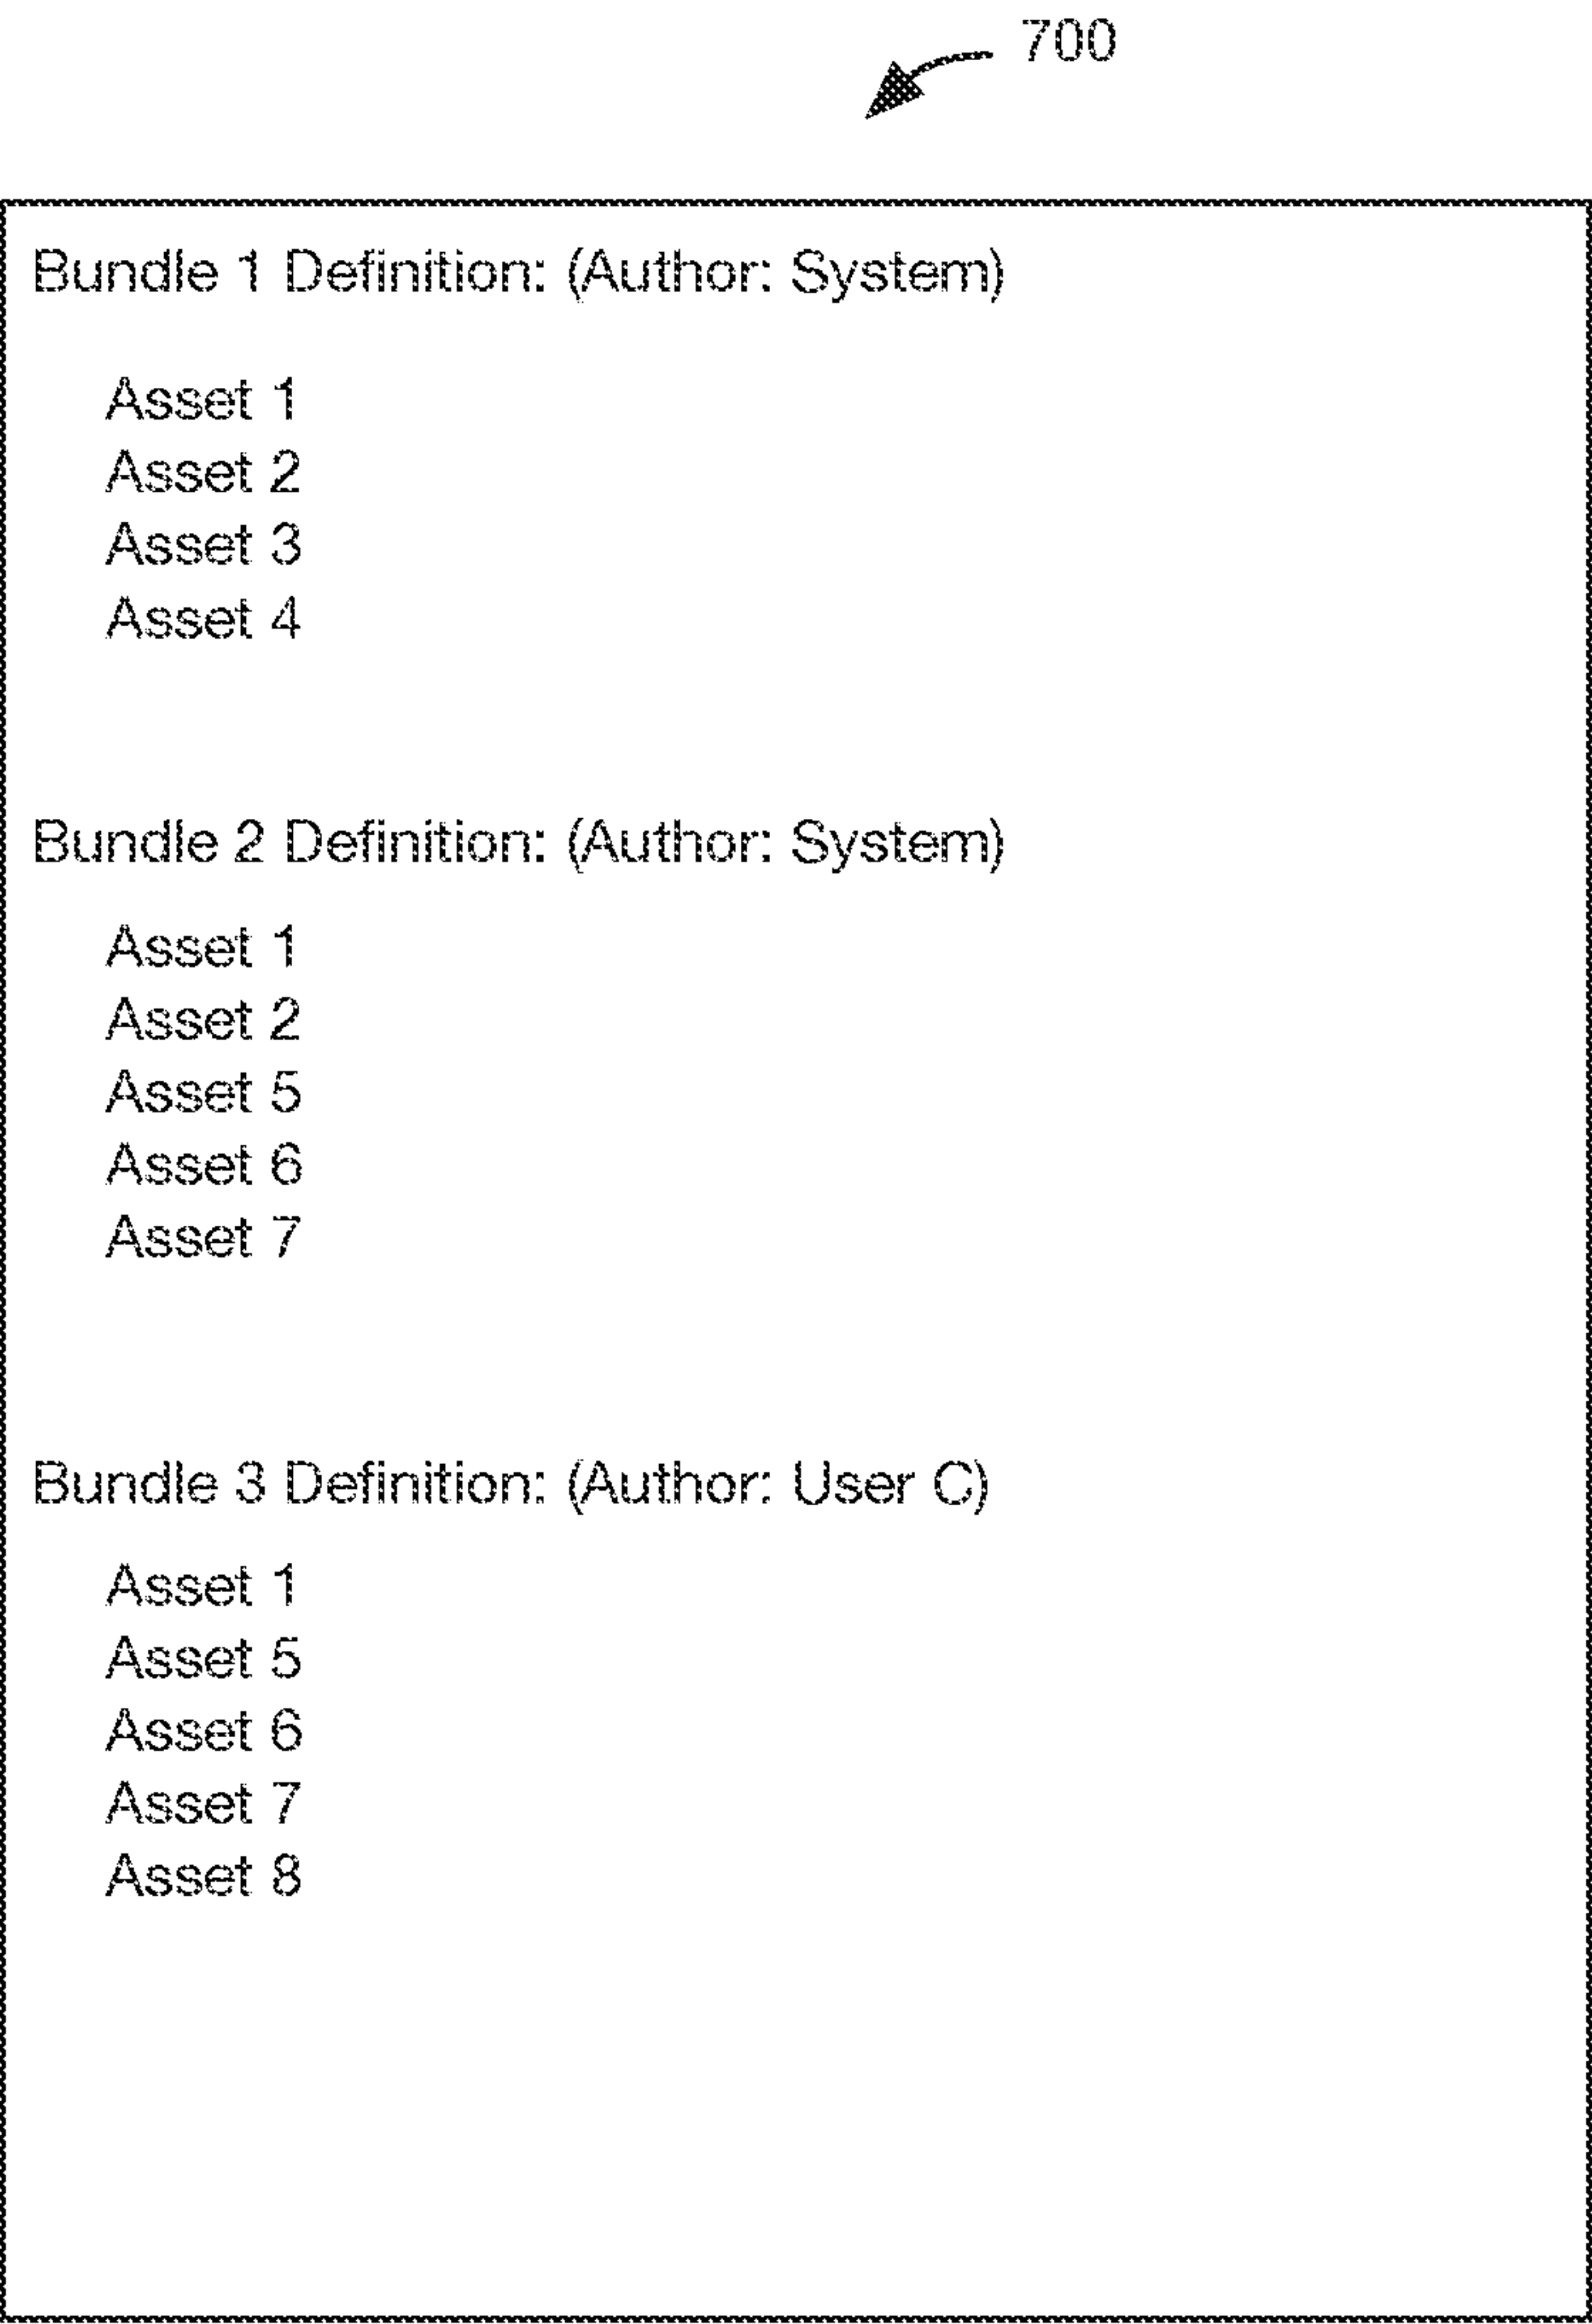 700
Bundle 1 Definition: (Author: System)
Asset 1
Asset 2
Asset 3
Asset 4
Bundle 2 Definition: (Author: System)
Asset 1
Asset 2
Asset 5
Asset 6
Asset 7
Bundle 3 Definition: (Author: User C)
Asset 1
Asset 5
Asset 6
Asset 7
Asset 8